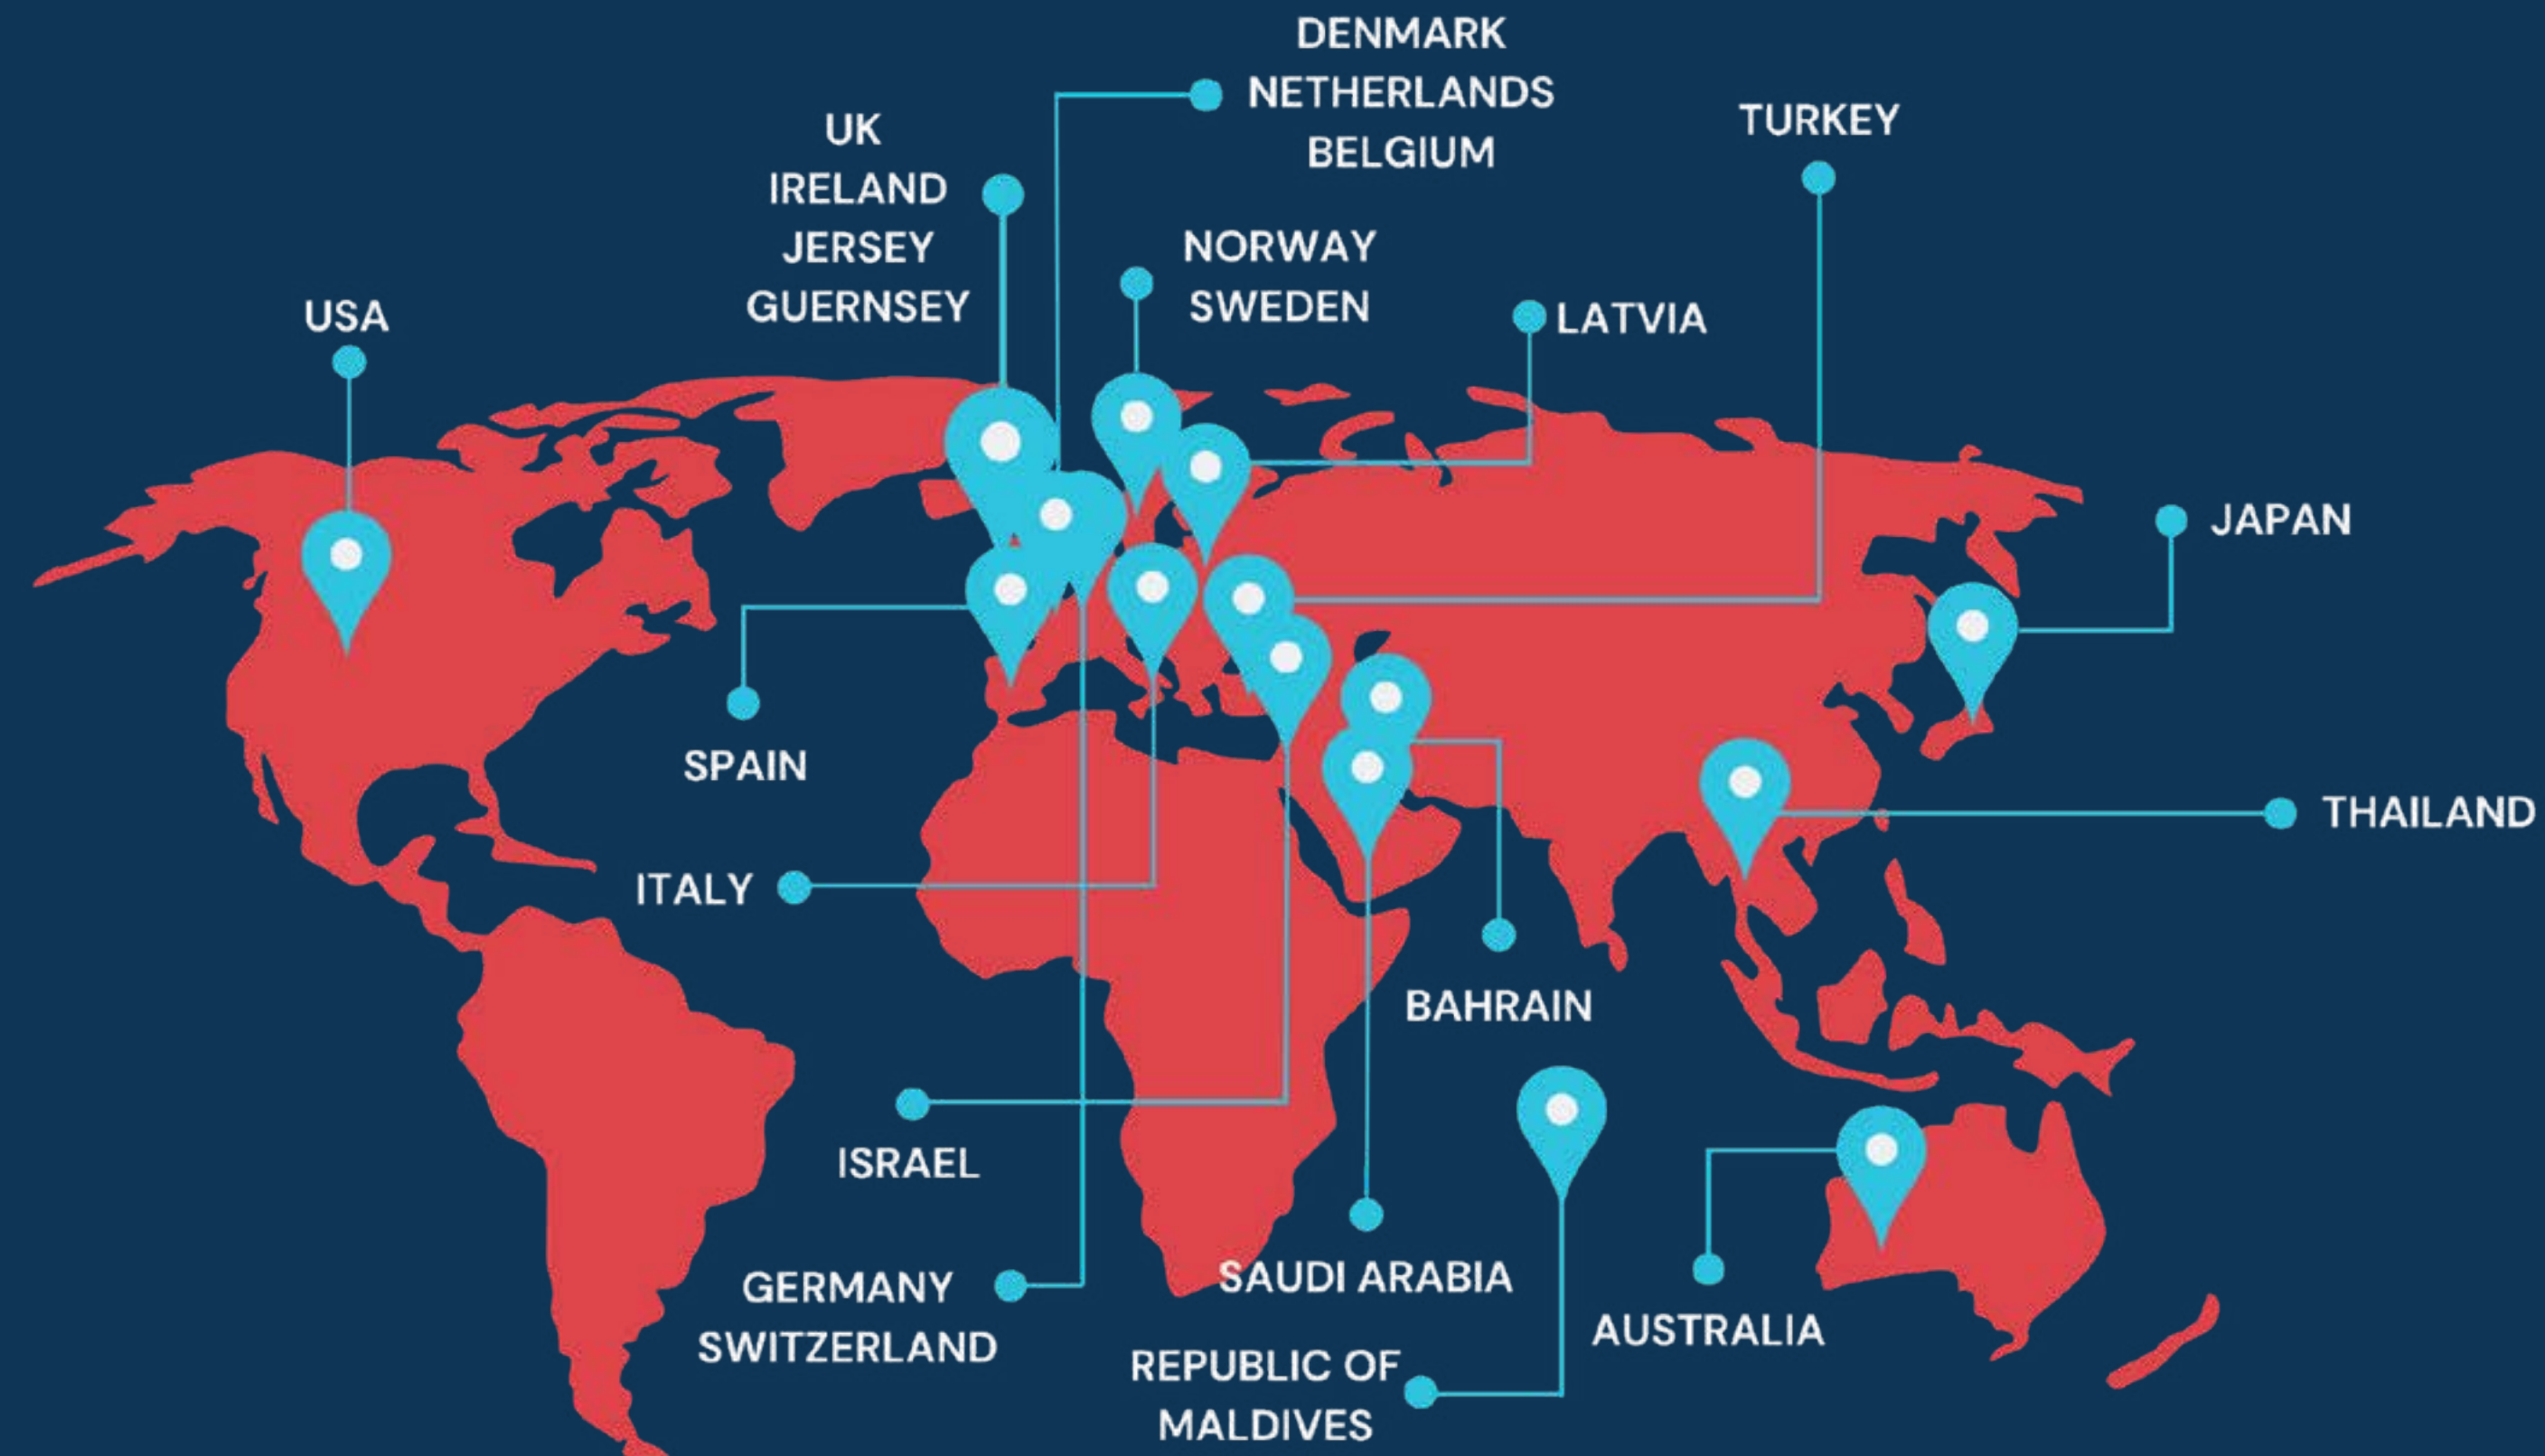 DENMARK
NETHERLANDS
BELGIUM
UK
IRELAND
JERSEY
GUERNSEY
TURKEY
NORWAY
SWEDEN
USA
LATVIA
JAPAN
SPAIN
THAILAND
ITALY
BAHRAIN
ISRAEL
SAUDI ARABIA
GERMANY
SWITZERLAND
AUSTRALIA
REPUBLIC OF
MALDIVES